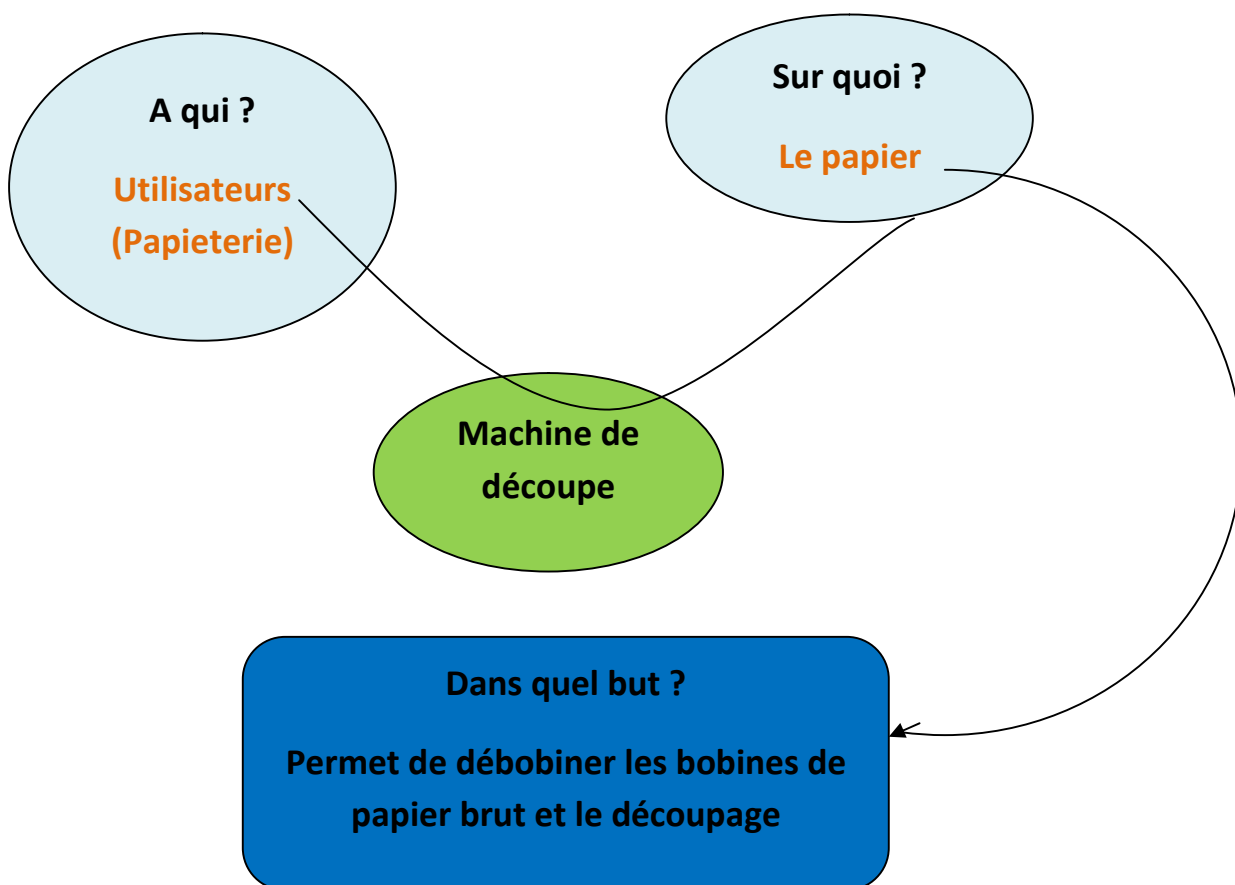 A qui ?
Utilisateurs
(Papieterie)
Sur quoi ?
Le papier
Machine de
découpe
Dans quel but ?
Permet de débobiner les bobines de
papier brut et le découpage